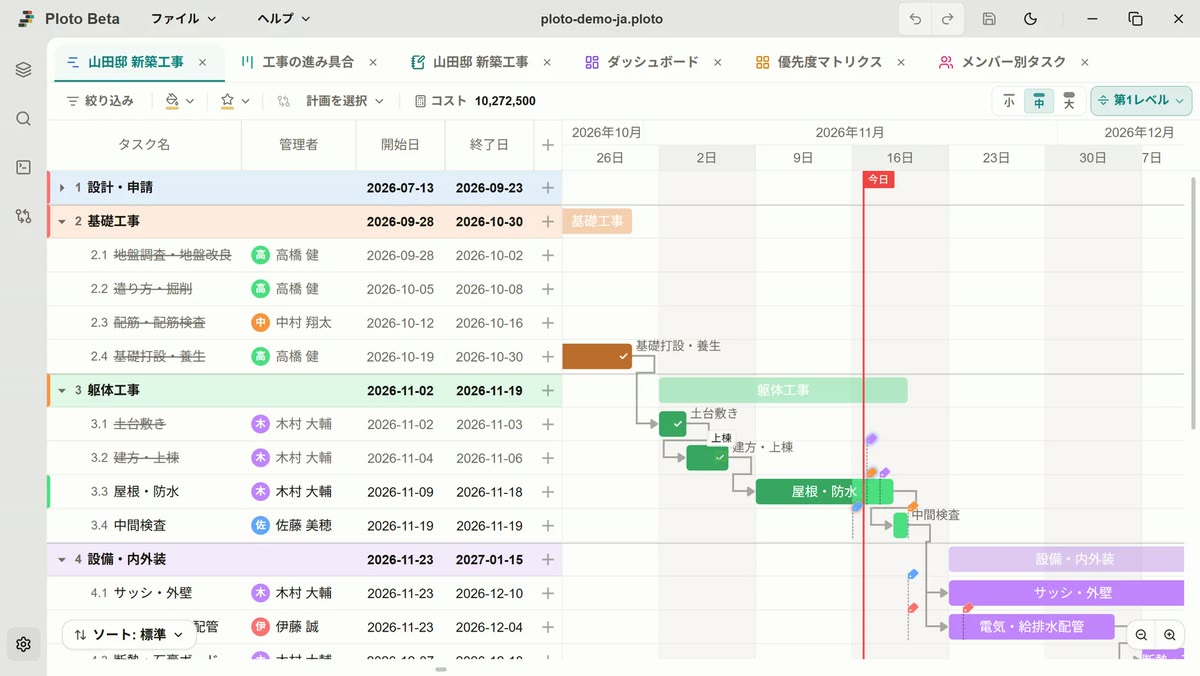 Ploto Beta ファイル ヘルプ ploto-demo-ja.ploto
山田邸 新築工事 工事の進み具合 山田邸 新築工事 ダッシュボード 優先度マトリクス メンバー別タスク
絞り込み 計画を選択 コスト 10,272,500 小 中 大 第1レベル
タスク名 管理者 開始日 終了日
2026年10月 2026年11月 2026年12月
26日 2日 9日 16日 23日 30日 7日
今日
1 設計・申請 2026-07-13 2026-09-23
2 基礎工事 2026-09-28 2026-10-30 基礎工事
2.1 地盤調査・地盤改良 高 高橋 健 2026-09-28 2026-10-02
2.2 遣り方・掘削 高 高橋 健 2026-10-05 2026-10-08
2.3 配筋・配筋検査 中 中村 翔太 2026-10-12 2026-10-16
2.4 基礎打設・養生 高 高橋 健 2026-10-19 2026-10-30 基礎打設・養生
3 躯体工事 2026-11-02 2026-11-19 躯体工事
3.1 土台敷き 木 木村 大輔 2026-11-02 2026-11-03 土台敷き
上棟
3.2 建方・上棟 木 木村 大輔 2026-11-04 2026-11-06 建方・上棟
3.3 屋根・防水 木 木村 大輔 2026-11-09 2026-11-18 屋根・防水
3.4 中間検査 佐 佐藤 美穂 2026-11-19 2026-11-19 中間検査
4 設備・内外装 2026-11-23 2027-01-15 設備・内外装
4.1 サッシ・外壁 木 木村 大輔 2026-11-23 2026-12-10 サッシ・外壁
配管 伊 伊藤 誠 2026-11-23 2026-12-04 電気・給排水配管
ソート: 標準